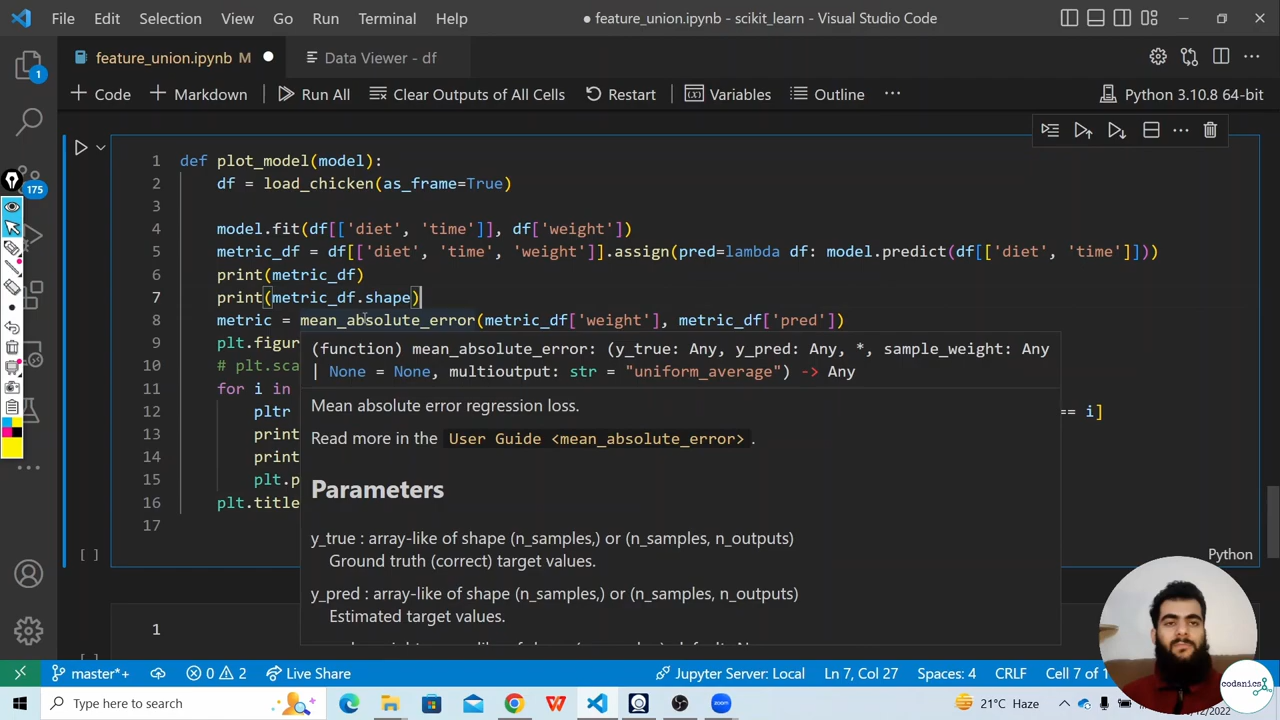 File Edit Selection View Go Run Terminal Help
● feature_union.ipynb - scikit_learn - Visual Studio Code
feature_union.ipynb M ●
Data Viewer - df
+ Code + Markdown
Run All
Clear Outputs of All Cells
Restart
(x) Variables
Outline
...
Python 3.10.8 64-bit
1
175
1 def plot_model(model):
2 df = load_chicken(as_frame=True)
3
4 model.fit(df[['diet', 'time']], df['weight'])
5 metric_df = df[['diet', 'time', 'weight']].assign(pred=lambda df: model.predict(df[['diet', 'time']]))
6 print(metric_df)
7 print(metric_df.shape)
8 metric = mean_absolute_error(metric_df['weight'], metric_df['pred'])
9 plt.figur
10 # plt.sca
11 for i in
12 pltr == i]
13 print
14 print
15 plt.p
16 plt.title
17
(function) mean_absolute_error: (y_true: Any, y_pred: Any, *, sample_weight: Any
| None = None, multioutput: str = "uniform_average") -> Any
Mean absolute error regression loss.
Read more in the User Guide <mean_absolute_error> .
Parameters
y_true : array-like of shape (n_samples,) or (n_samples, n_outputs)
Ground truth (correct) target values.
y_pred : array-like of shape (n_samples,) or (n_samples, n_outputs)
Estimated target values.
[ ]
Python
1
codanics
master*+
0 2
Live Share
Jupyter Server: Local
Ln 7, Col 27
Spaces: 4
CRLF
Cell 7 of 1
Type here to search
zoom
21°C Haze
12/2022